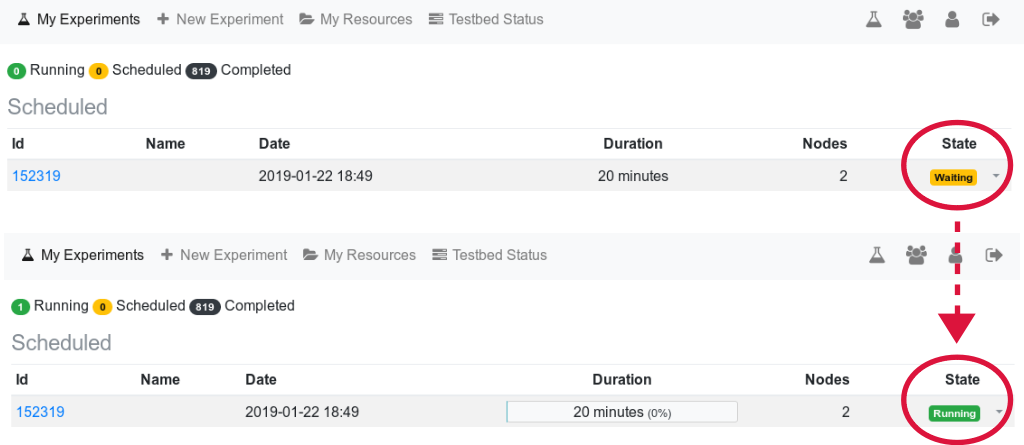 My Experiments New Experiment My Resources Testbed Status
0 Running 0 Scheduled 819 Completed
Scheduled
Id Name Date Duration Nodes State
152319 2019-01-22 18:49 20 minutes 2 Waiting
My Experiments New Experiment My Resources Testbed Status
1 Running 0 Scheduled 819 Completed
Scheduled
Id Name Date Duration Nodes State
152319 2019-01-22 18:49 20 minutes (0%) 2 Running